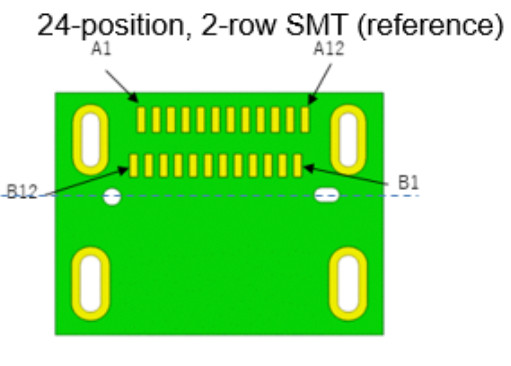 24-position, 2-row SMT (reference)
A1 A12
B12 B1